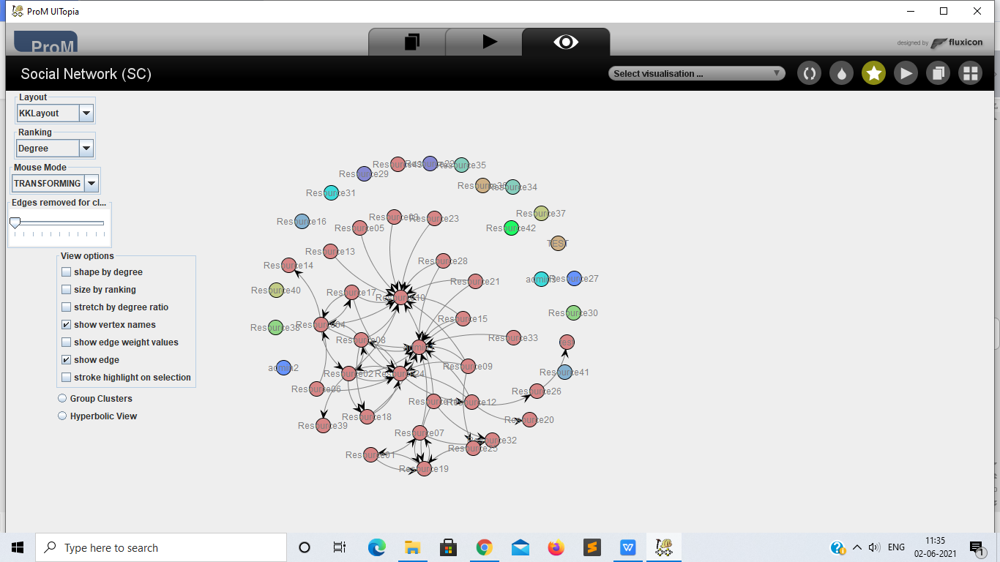 ProM UITopia
ProM
designed by fluxicon
Social Network (SC)
Select visualisation ...
Layout
KKLayout
Ranking
Degree
Mouse Mode
TRANSFORMING
Edges removed for cl...
View options
shape by degree
size by ranking
stretch by degree ratio
show vertex names
show edge weight values
show edge
stroke highlight on selection
Group Clusters
Hyperbolic View
Resource35
Resource29
Resource34
Resource31
Resource37
Resource16
Resource23
Resource05
Resource42
TEST
Resource13
Resource28
Resource14
Resource27
Resource21
Resource40
Resource17
Resource10
Resource30
Resource15
Resource04
Resource38
Resource33
Resource08
test
admin2
Resource09
Resource02
Resource24
Resource41
Resource06
Resource26
Resource12
Resource18
Resource20
Resource39
Resource07
Resource32
Resource25
Resource01
Resource19
Type here to search
ENG
11:35
02-06-2021
1